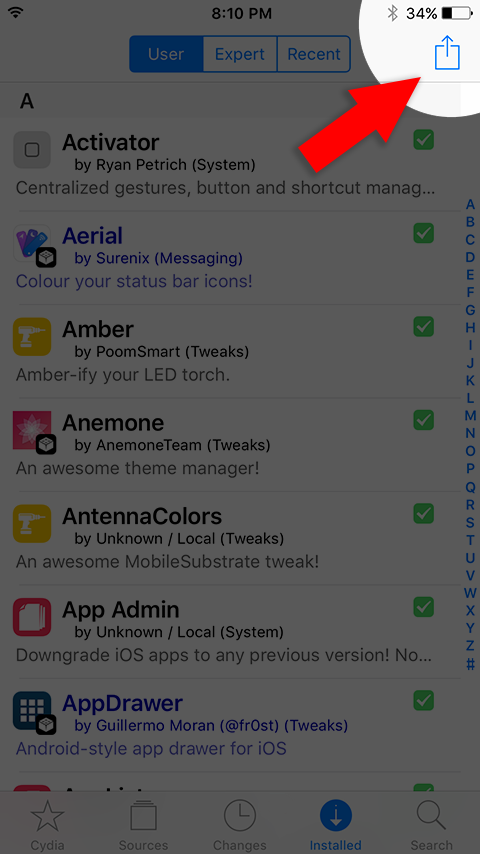 8:10 PM
34%
User
Expert
Recent
A
Activator
by Ryan Petrich (System)
Centralized gestures, button and shortcut manag...
Aerial
by Surenix (Messaging)
Colour your status bar icons!
Amber
by PoomSmart (Tweaks)
Amber-ify your LED torch.
Anemone
by AnemoneTeam (Tweaks)
An awesome theme manager!
AntennaColors
by Unknown / Local (Tweaks)
An awesome MobileSubstrate tweak!
App Admin
by Unknown / Local (System)
Downgrade iOS apps to any previous version! No...
AppDrawer
by Guillermo Moran (@fr0st) (Tweaks)
Android-style app drawer for iOS
A
B
C
D
E
F
G
H
I
J
K
L
M
N
O
P
Q
R
S
T
U
V
W
X
Y
Z
#
Cydia
Sources
Changes
Installed
Search